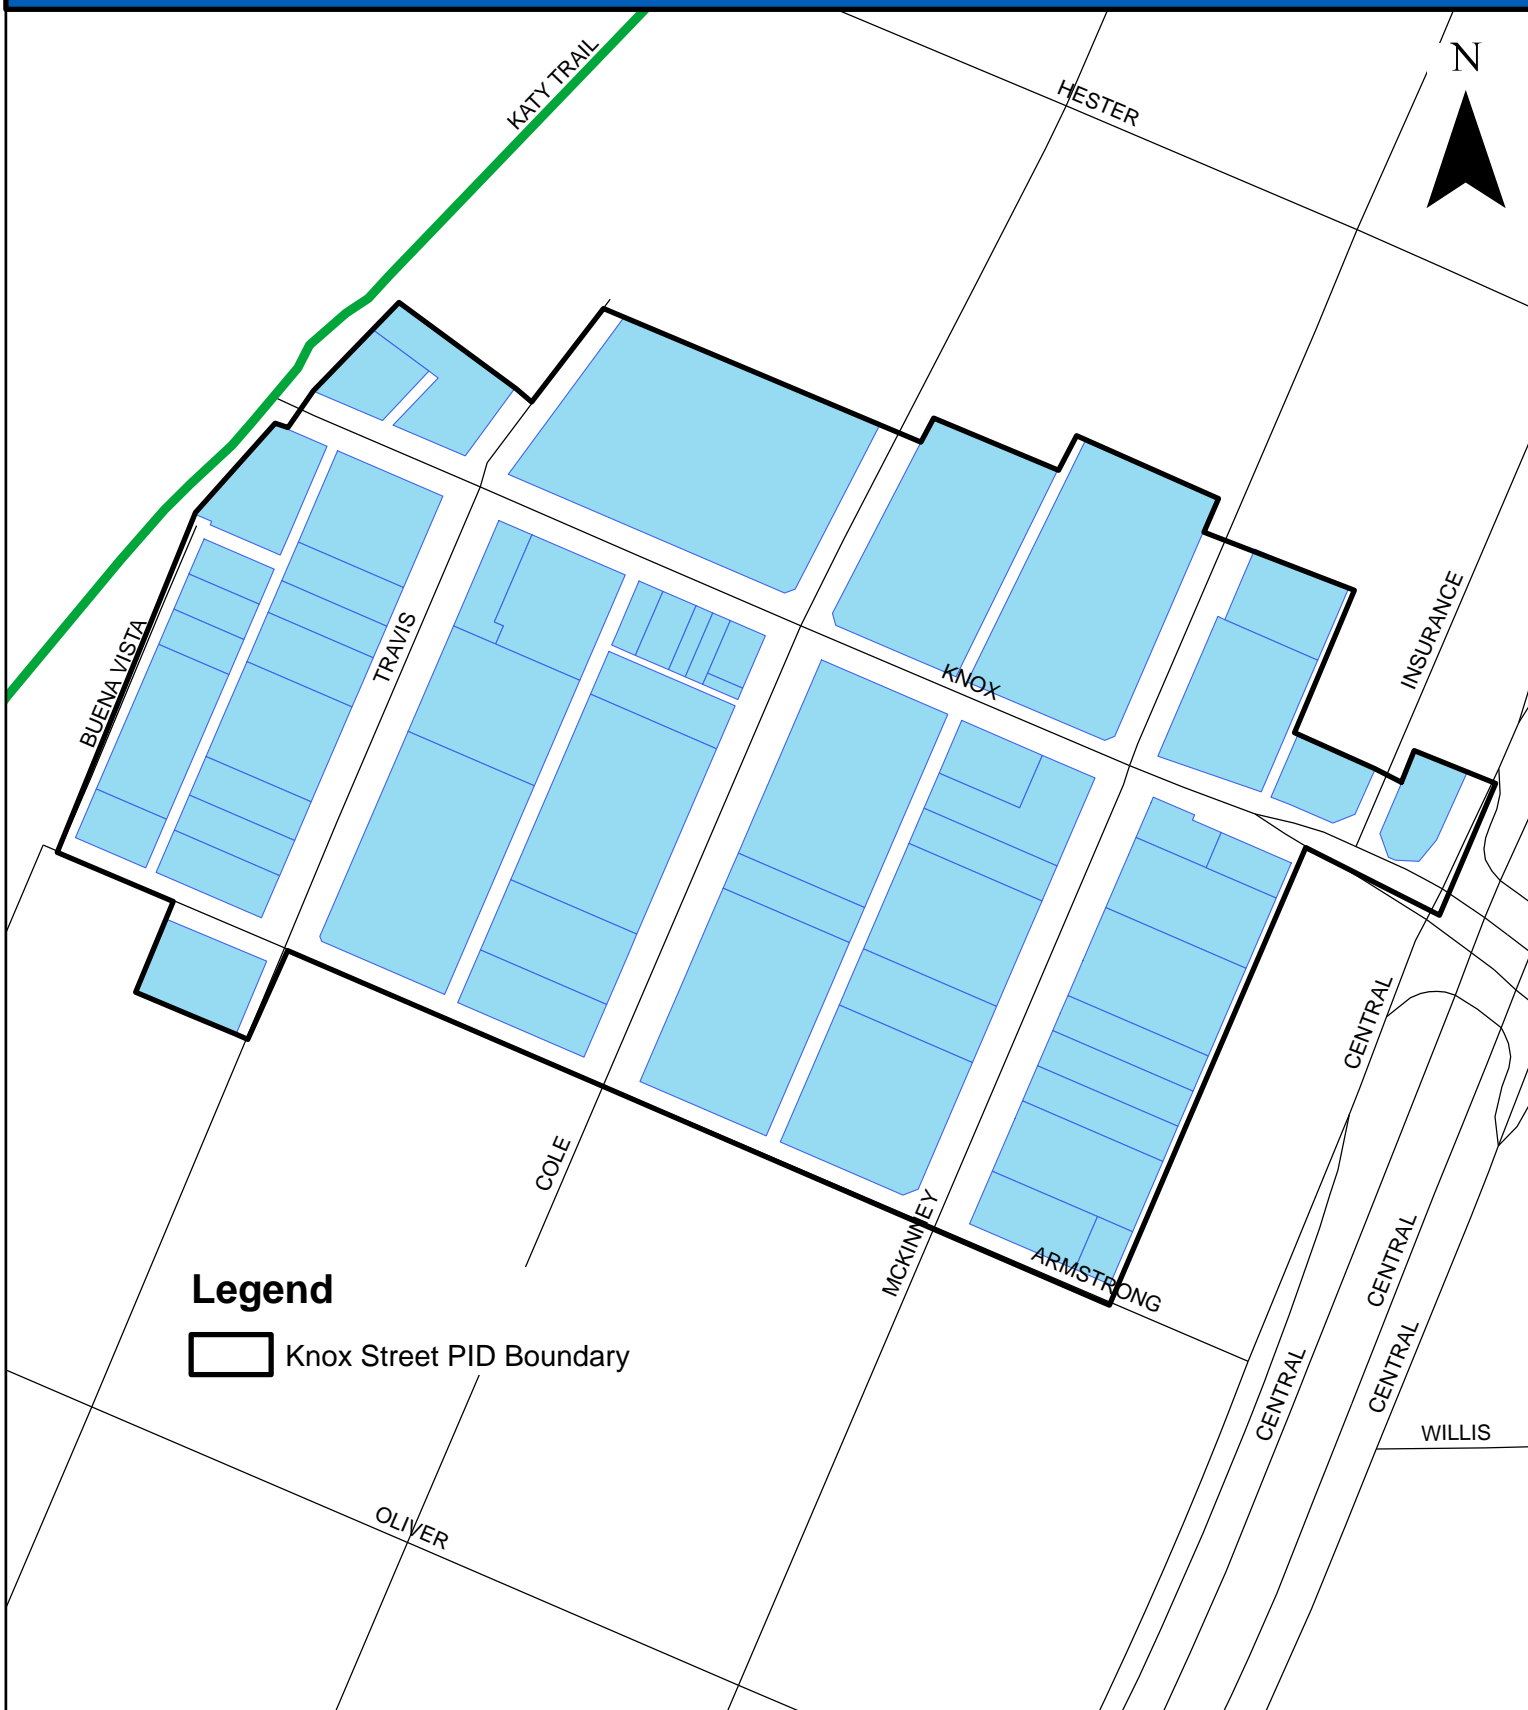 N
KATY TRAIL
HESTER
INSURANCE
BUENA VISTA
TRAVIS
KNOX
CENTRAL
COLE
MCKINNEY
ARMSTRONG
CENTRAL
Legend
Knox Street PID Boundary
CENTRAL
CENTRAL
WILLIS
OLIVER